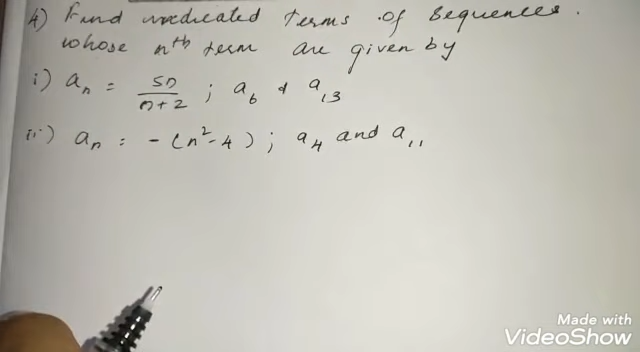 4) Find indicated terms of sequences.
whose nth term are given by
i) aₙ = 5n/n+2 ; a₆ & a₁₃
ii) aₙ = -(n²-4) ; a₄ and a₁₁
Made with
VideoShow